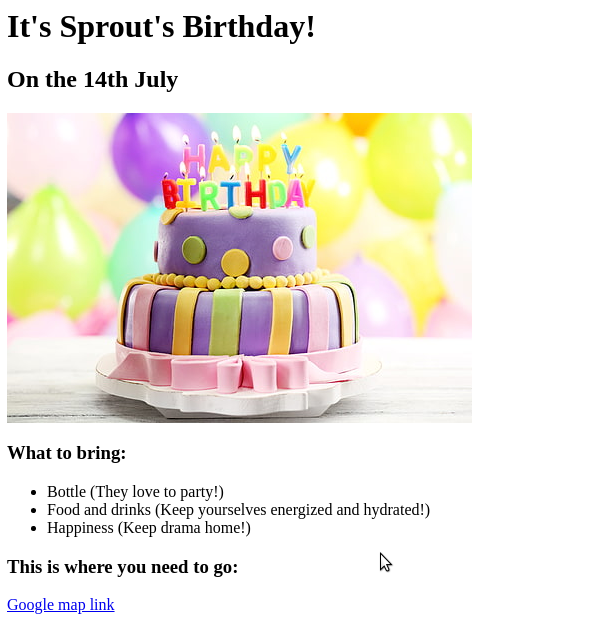 It's Sprout's Birthday!
On the 14th July
HAPPY
BIRTHDAY
What to bring:
Bottle (They love to party!)
Food and drinks (Keep yourselves energized and hydrated!)
Happiness (Keep drama home!)
This is where you need to go:
Google map link